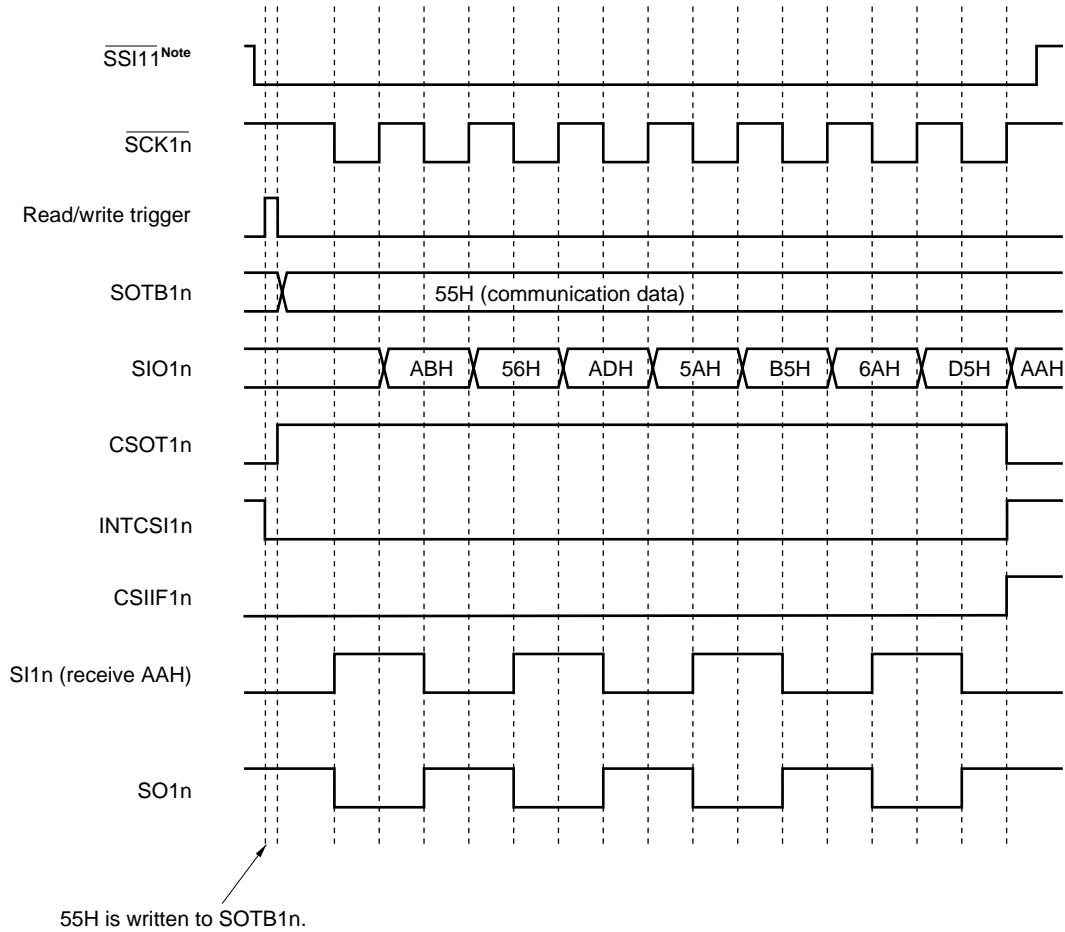 SSI11Note
SCK1n
Read/write trigger
SOTB1n
55H (communication data)
SIO1n
ABH 56H ADH 5AH B5H 6AH D5H AAH
CSOT1n
INTCSI1n
CSIIF1n
SI1n (receive AAH)
SO1n
55H is written to SOTB1n.